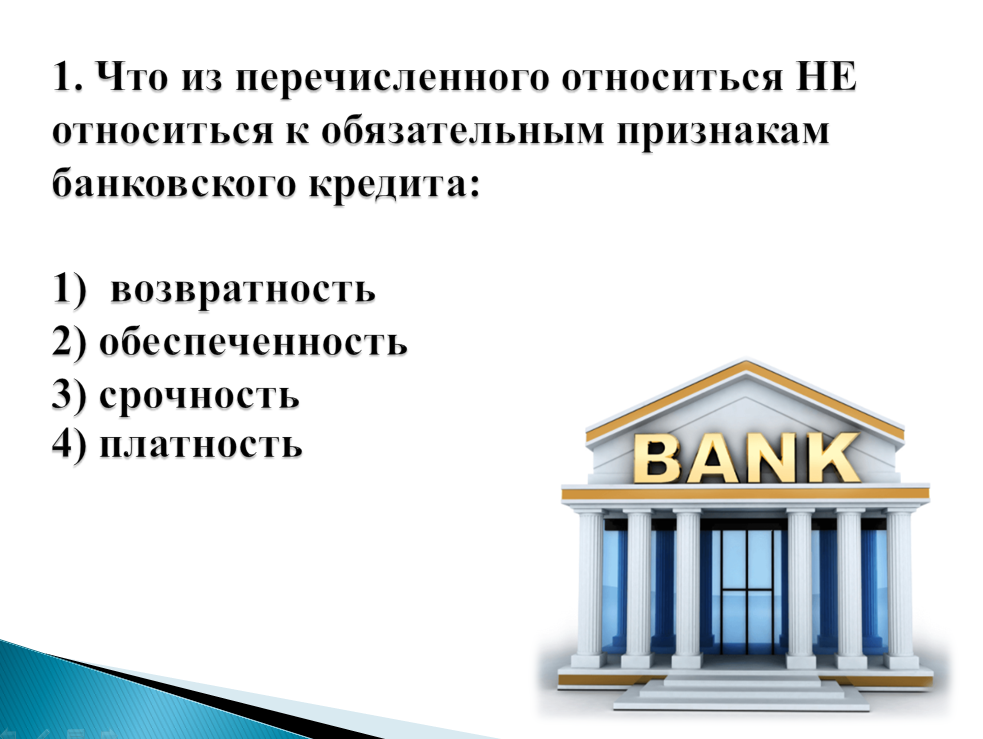 1. Что из перечисленного относиться НЕ
относиться к обязательным признакам
банковского кредита:
1) возвратность
2) обеспеченность
3) срочность
4) платность
BANK